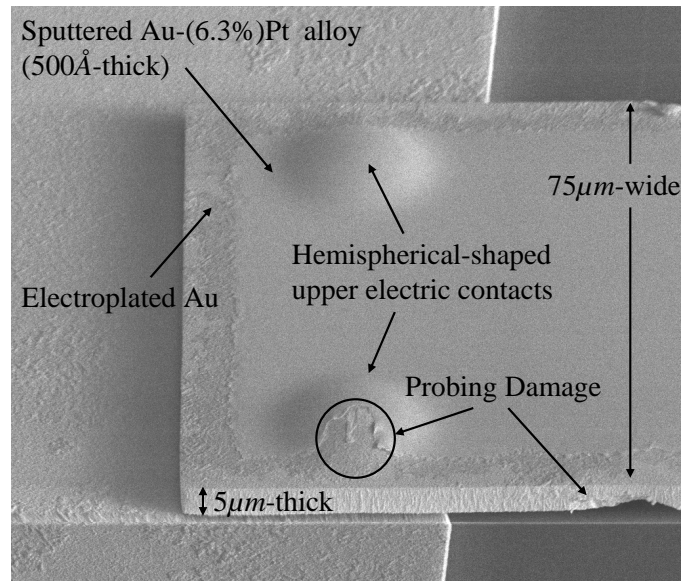 Sputtered Au-(6.3%)Pt alloy
(500Å-thick)
75μm-wide
Hemispherical-shaped
upper electric contacts
Electroplated Au
Probing Damage
5μm-thick